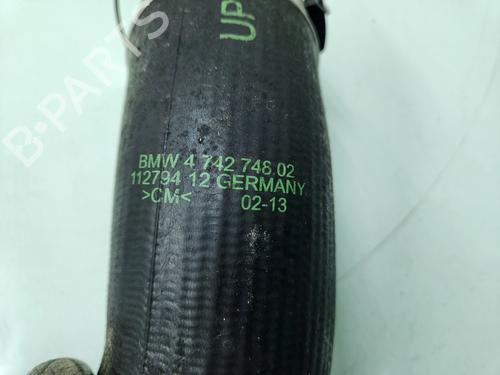 UP
BMW 4 742 748.02
112794 12 GERMANY
>CM< 02-13
B-PARTS